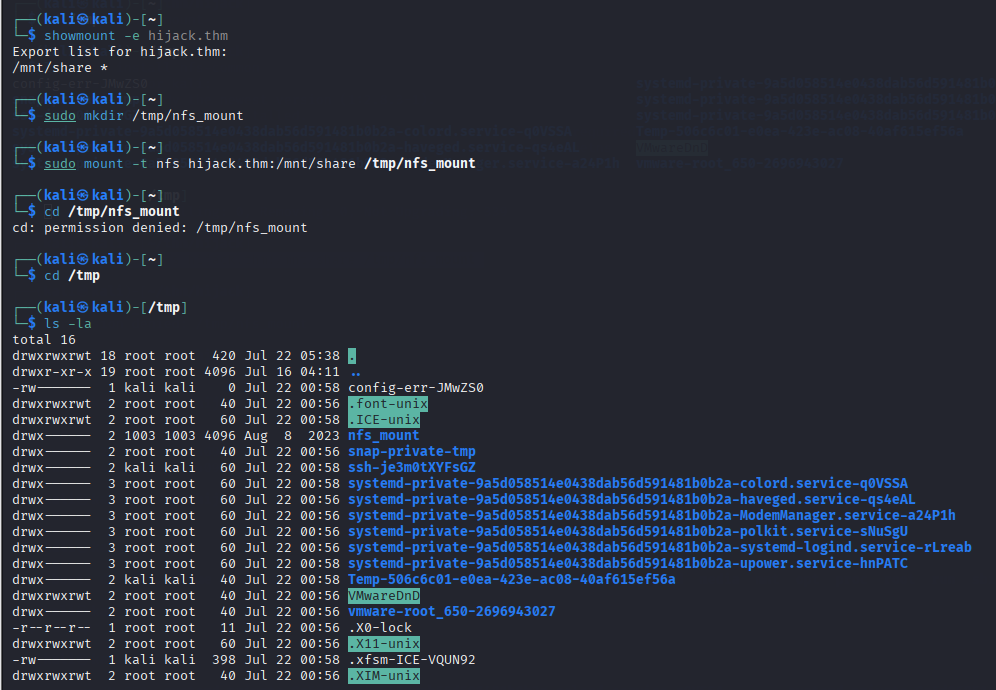 ┌──(kali㉿kali)-[~]
└─$ showmount -e hijack.thm
Export list for hijack.thm:
/mnt/share *
┌──(kali㉿kali)-[~]
└─$ sudo mkdir /tmp/nfs_mount
┌──(kali㉿kali)-[~]
└─$ sudo mount -t nfs hijack.thm:/mnt/share /tmp/nfs_mount
┌──(kali㉿kali)-[~]
└─$ cd /tmp/nfs_mount
cd: permission denied: /tmp/nfs_mount
┌──(kali㉿kali)-[~]
└─$ cd /tmp
┌──(kali㉿kali)-[/tmp]
└─$ ls -la
total 16
drwxrwxrwt 18 root root  420 Jul 22 05:38 .
drwxr-xr-x 19 root root 4096 Jul 16 04:11 ..
-rw-------  1 kali kali    0 Jul 22 00:58 config-err-JMwZS0
drwxrwxrwt  2 root root   40 Jul 22 00:56 .font-unix
drwxrwxrwt  2 root root   60 Jul 22 00:58 .ICE-unix
drwx------  2 1003 1003 4096 Aug  8  2023 nfs_mount
drwx------  2 root root   40 Jul 22 00:56 snap-private-tmp
drwx------  2 kali kali   60 Jul 22 00:58 ssh-je3m0tXYFsGZ
drwx------  3 root root   60 Jul 22 00:58 systemd-private-9a5d058514e0438dab56d591481b0b2a-colord.service-q0VSSA
drwx------  3 root root   60 Jul 22 00:56 systemd-private-9a5d058514e0438dab56d591481b0b2a-haveged.service-qs4eAL
drwx------  3 root root   60 Jul 22 00:56 systemd-private-9a5d058514e0438dab56d591481b0b2a-ModemManager.service-a24P1h
drwx------  3 root root   60 Jul 22 00:56 systemd-private-9a5d058514e0438dab56d591481b0b2a-polkit.service-sNuSgU
drwx------  3 root root   60 Jul 22 00:56 systemd-private-9a5d058514e0438dab56d591481b0b2a-systemd-logind.service-rLreab
drwx------  3 root root   60 Jul 22 00:58 systemd-private-9a5d058514e0438dab56d591481b0b2a-upower.service-hnPATC
drwx------  2 kali kali   40 Jul 22 00:58 Temp-506c6c01-e0ea-423e-ac08-40af615ef56a
drwxrwxrwt  2 root root   40 Jul 22 00:56 VMwareDnD
drwx------  2 root root   40 Jul 22 00:56 vmware-root_650-2696943027
-r--r--r--  1 root root   11 Jul 22 00:56 .X0-lock
drwxrwxrwt  2 root root   60 Jul 22 00:56 .X11-unix
-rw-------  1 kali kali  398 Jul 22 00:58 .xfsm-ICE-VQUN92
drwxrwxrwt  2 root root   40 Jul 22 00:56 .XIM-unix